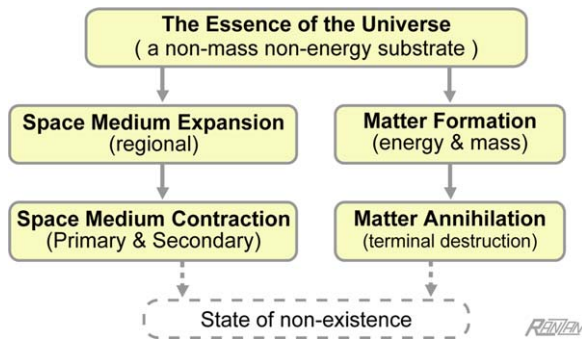 The Essence of the Universe
( a non-mass non-energy substrate )
Space Medium Expansion
(regional)
Matter Formation
(energy & mass)
Space Medium Contraction
(Primary & Secondary)
Matter Annihilation
(terminal destruction)
State of non-existence
RANZAN